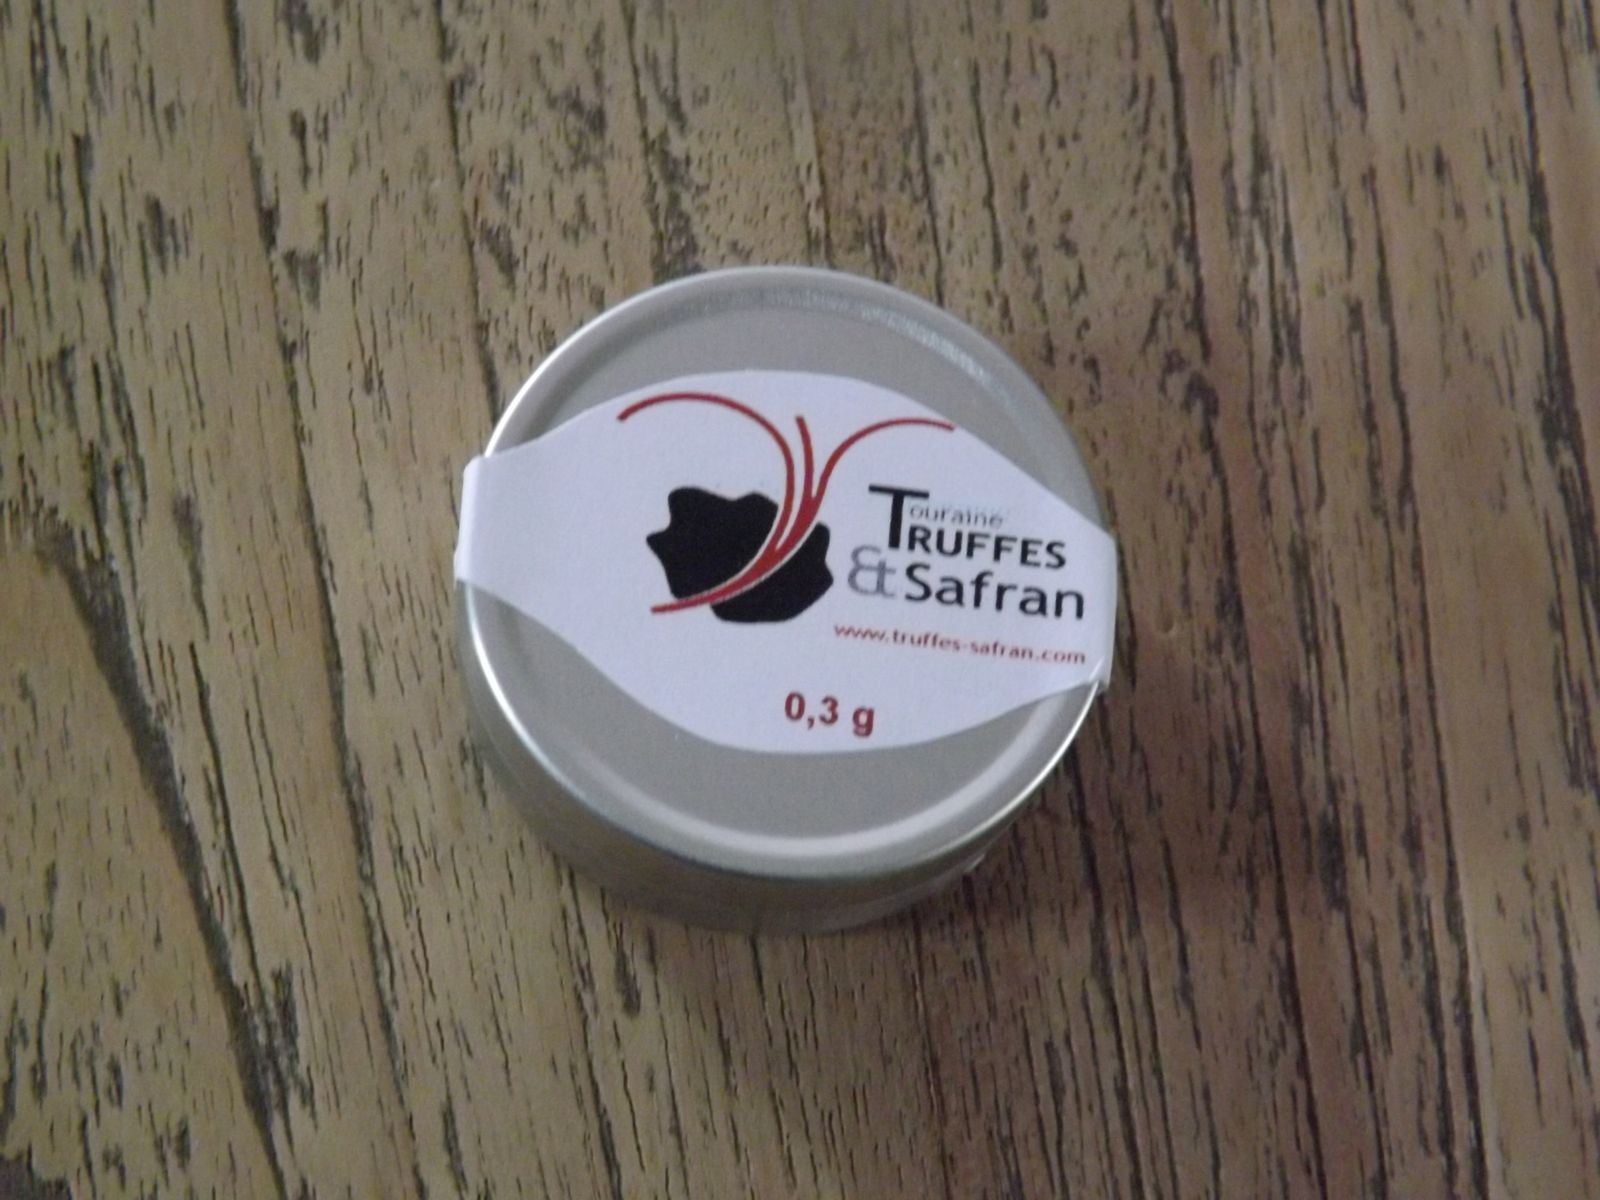 Touraine
TRUFFES
& Safran
www.truffes-safran.com
0,3 g